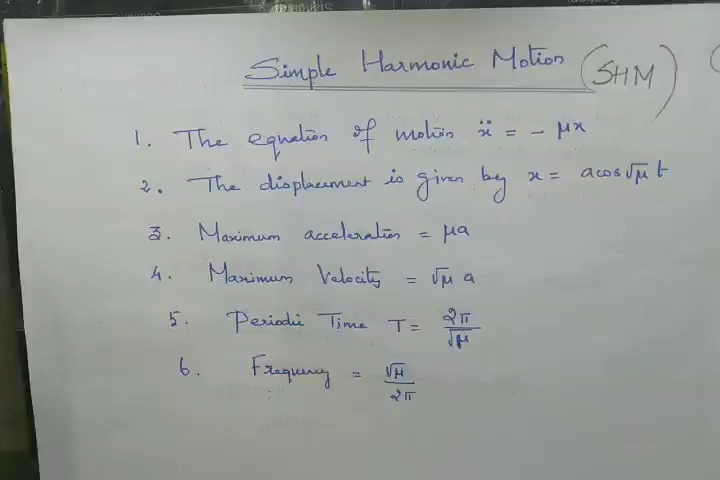 Simple Harmonic Motion (SHM)
1. The equation of motion ẍ = - μx
2. The displacement is given by x = a cos √μ t
3. Maximum acceleration = μa
4. Maximum Velocity = √μ a
5. Periodic Time T = 2π/√μ
6. Frequency = √μ/2π